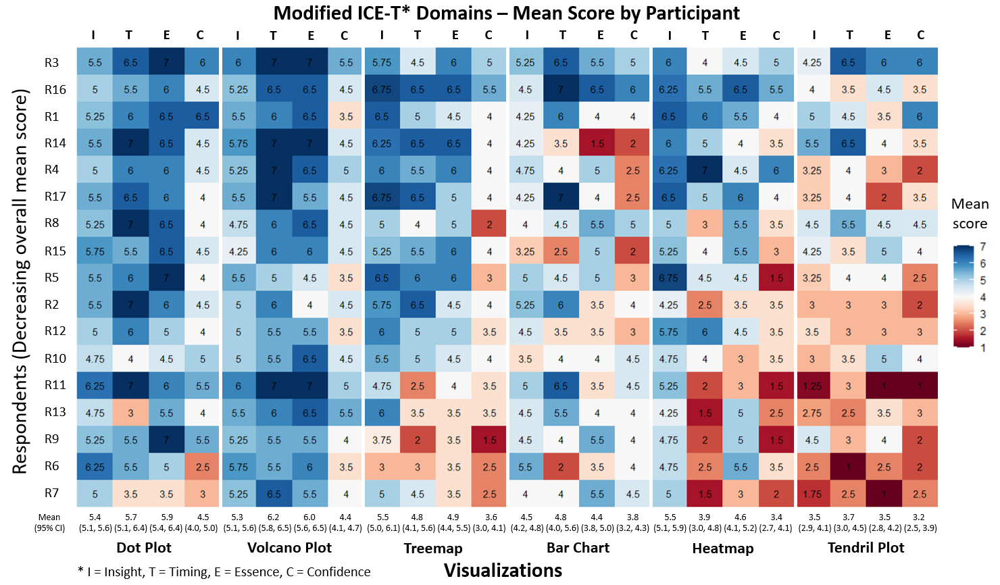 Modified ICE-T* Domains – Mean Score by Participant
I T E C I T E C I T E C I T E C I T E C I T E C
Respondents (Decreasing overall mean score)
R3 5.5 6.5 7 6 6 7 7 5.5 5.75 4.5 6 5 5.25 6.5 5.5 5 6 4 4.5 5 4.25 6.5 6 6
R16 5 5.5 6 4.5 5.25 6.5 6.5 4.5 6.75 6.5 6.5 5.5 4.5 7 6.5 6 6.25 5.5 6.5 5.5 4 3.5 4.5 3.5
R1 5.25 6 6.5 6.5 5.5 6 6.5 3.5 6.5 5 4.5 4 4.25 6 4 4 6.5 6 5.5 4 5 4.5 3.5 6
R14 5.5 7 6.5 4.5 5.75 7 7 4.5 6.25 6.5 6.5 4 4.25 3.5 1.5 2 6 5 4 3.5 5.5 6.5 4 3.5
R4 5 6 6 4.5 5.25 7 6.5 5 6 5.5 6 4 4.75 4 5 2.5 6.25 7 4.5 6 3.25 4 3 2
R17 5.5 6.5 6 4 5.5 7 5.5 4.5 6.75 6.5 5 4 4.25 7 4 2.5 6.5 5 6 4 3.25 4 2 3.5
R8 5.25 7 6.5 4 4.75 6 6.5 4.5 5 4 5 2 4 4.5 5.5 5 5 3 5.5 3.5 4.5 5.5 4.5 4.5
R15 5.75 5.5 6.5 4.5 4.25 6 6 4.5 5.25 5.5 6 4 3.25 2.5 5 2 5.25 4 5.5 3 4.25 3.5 5 4
R5 5.5 6 7 4 5.5 5 4.5 3.5 6.5 6 6 3 5 4.5 5 3 6.75 4.5 4.5 1.5 3.25 4 4 2.5
R2 5.5 7 6 4.5 5 6 4 4.5 5.75 6.5 4.5 4 5.25 6 3.5 4 4.25 2.5 3.5 3.5 3 3 3 2
R12 5 6 5 4 5 5.5 5.5 3.5 6 5 5 3.5 4.5 3.5 3.5 3 5.75 6 4.5 3.5 3.5 3 3 3
R10 4.75 4 4.5 5 5 5.5 6.5 4.5 5.5 5 4.5 4 3.5 4 4 4.5 4.75 4 3 3.5 3 3.5 5 4
R11 6.25 7 6 5.5 6 7 7 5 4.75 2.5 4 3.5 5 6.5 3.5 4.5 5.25 2 3 1.5 1.25 3 1 1
R13 4.75 3 5.5 4 5.5 6 6.5 5.5 6 3.5 3.5 3.5 4.5 5.5 4 4 4.25 1.5 5 2.5 2.75 2.5 3.5 3
R9 5.25 5.5 7 5.5 5.25 5.5 5.5 4 3.75 2 3.5 1.5 4.5 4 5.5 4 4.75 2 5 1.5 4.5 3 4 2
R6 6.25 5.5 5 2.5 5.75 5.5 6 3.5 3 3 3.5 2.5 5.5 2 3.5 4 4.75 2.5 5.5 3.5 2.5 1 2.5 2
R7 5 3.5 3.5 3 5.25 6.5 5.5 4 5.5 4.5 3.5 2.5 4 4 5.5 4.5 5 1.5 3 2 1.75 2.5 1 2.5
Mean 5.4 5.7 5.9 4.5 5.3 6.2 6.0 4.4 5.5 4.8 4.8 3.6 4.5 4.8 4.4 3.8 5.5 3.9 4.6 3.4 3.5 3.7 3.5 3.2
(95% CI) (5.1, 5.6) (5.1, 6.4) (5.4, 6.4) (4.0, 5.0) (5.1, 5.6) (5.8, 6.5) (5.6, 6.5) (4.1, 4.7) (5.0, 6.1) (4.1, 5.6) (4.4, 5.5) (3.0, 4.1) (4.2, 4.8) (4.0, 5.6) (3.8, 5.0) (3.2, 4.3) (5.1, 5.9) (3.0, 4.8) (4.1, 5.2) (2.7, 4.1) (2.9, 4.1) (3.0, 4.5) (2.8, 4.2) (2.5, 3.9)
Dot Plot Volcano Plot Treemap Bar Chart Heatmap Tendril Plot
* I = Insight, T = Timing, E = Essence, C = Confidence
Visualizations
Mean
score
7
6
5
4
3
2
1